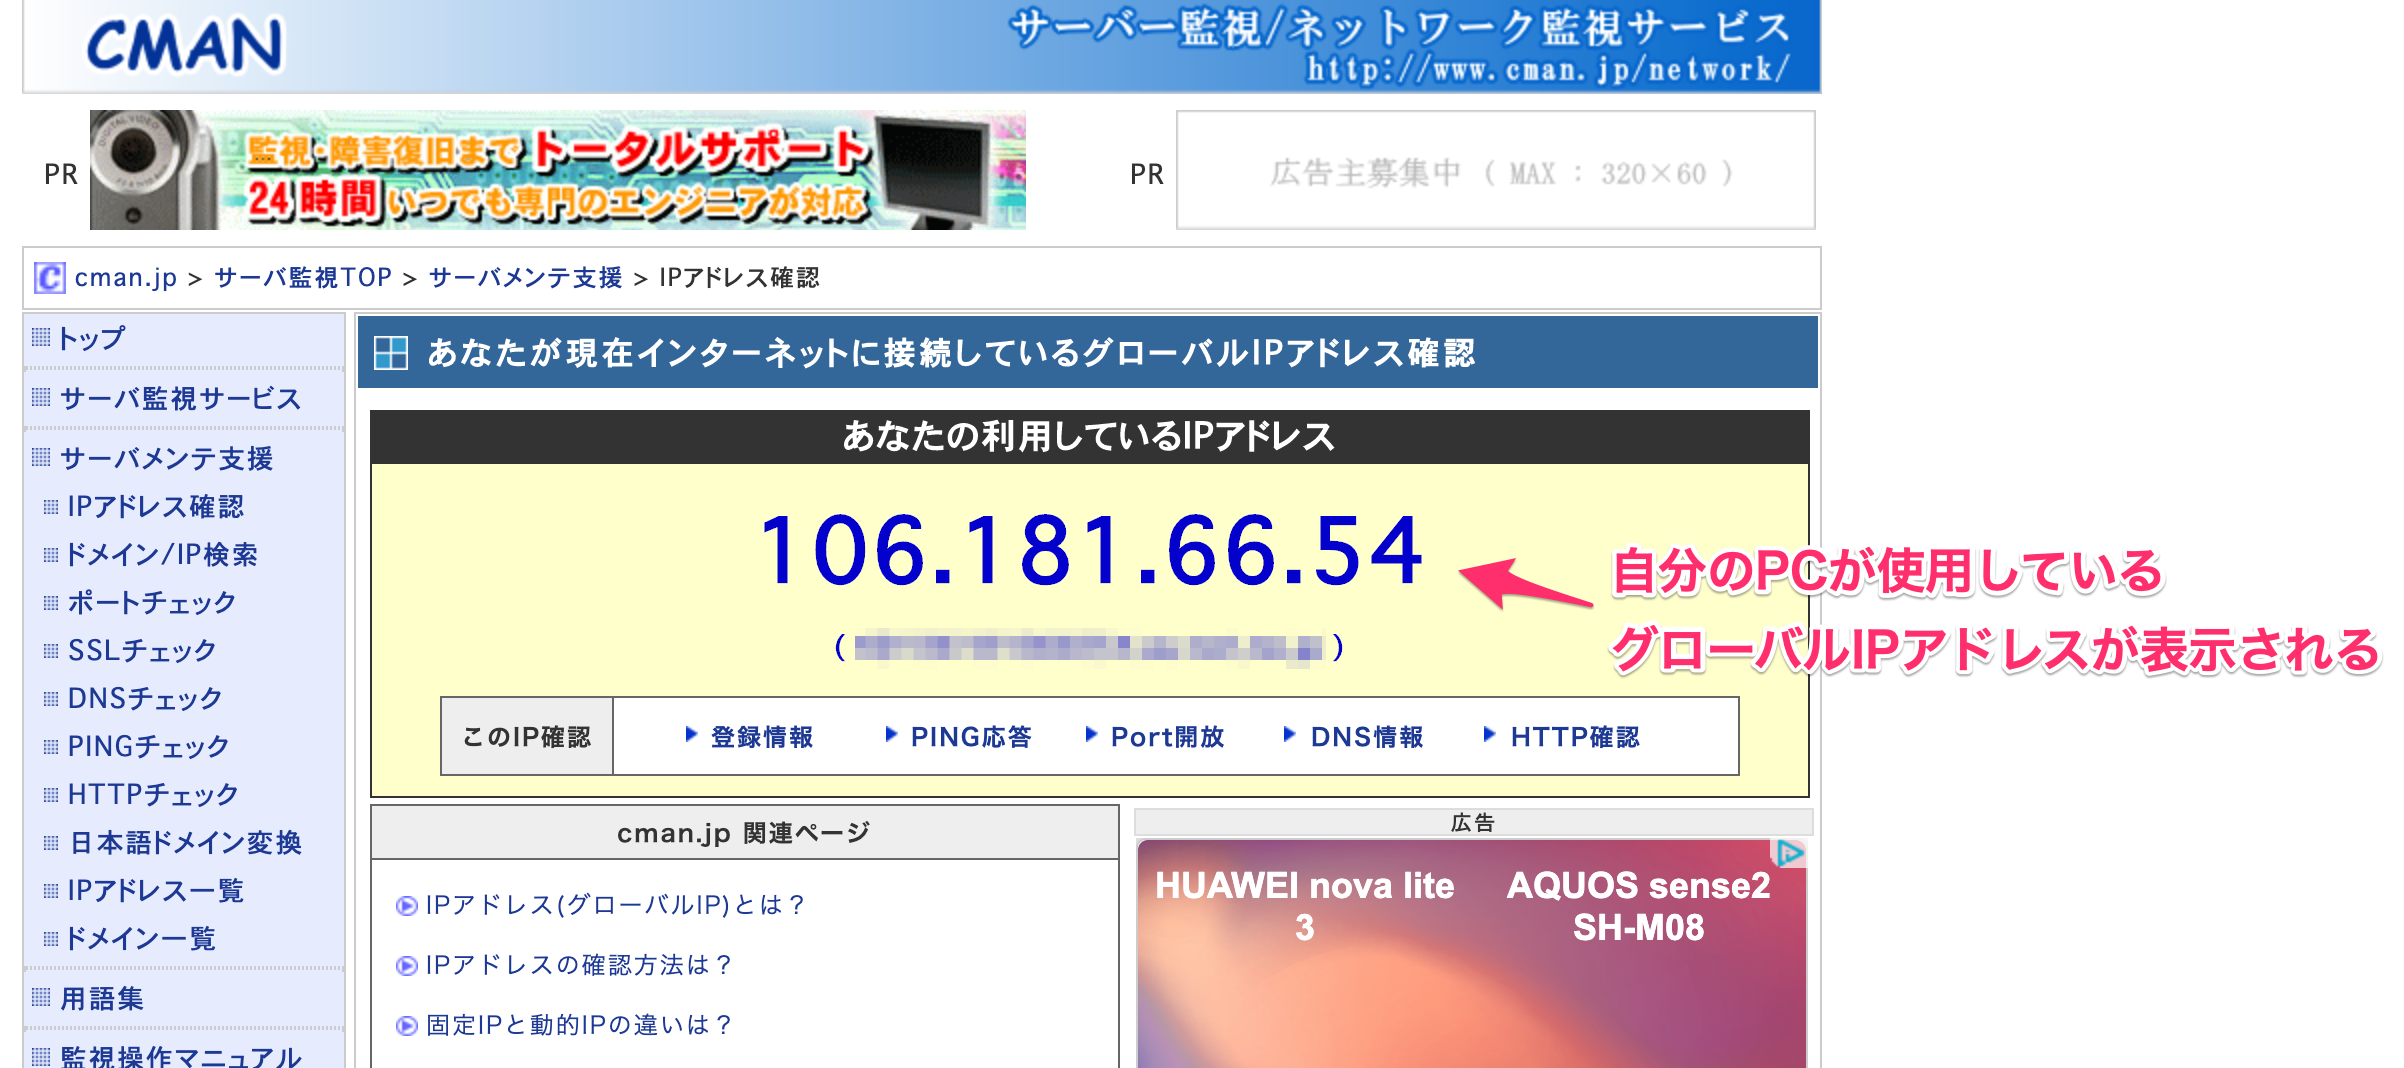 CMAN
サーバー監視/ネットワーク監視サービス
http://www.cman.jp/network/
PR
DIGITAL VIDEO
監視・障害復旧まで トータルサポート
24時間いつでも専門のエンジニアが対応
PR
広告主募集中 ( MAX : 320×60 )
cman.jp > サーバ監視TOP > サーバメンテ支援 > IPアドレス確認
トップ
サーバ監視サービス
サーバメンテ支援
IPアドレス確認
ドメイン/IP検索
ポートチェック
SSLチェック
DNSチェック
PINGチェック
HTTPチェック
日本語ドメイン変換
IPアドレス一覧
ドメイン一覧
用語集
監視操作マニュアル
あなたが現在インターネットに接続しているグローバルIPアドレス確認
あなたの利用しているIPアドレス
106.181.66.54
自分のPCが使用している
グローバルIPアドレスが表示される
このIP確認 登録情報 PING応答 Port開放 DNS情報 HTTP確認
cman.jp 関連ページ
IPアドレス(グローバルIP)とは？
IPアドレスの確認方法は？
固定IPと動的IPの違いは？
広告
HUAWEI nova lite 3
AQUOS sense2 SH-M08